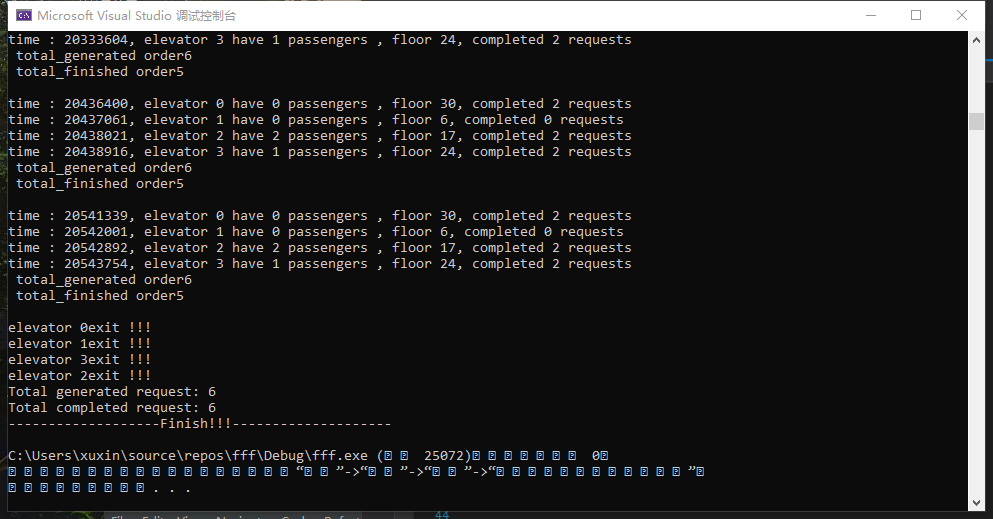 Microsoft Visual Studio 调试控制台
time : 20333604, elevator 3 have 1 passengers , floor 24, completed 2 requests
total_generated order6
total_finished order5
time : 20436400, elevator 0 have 0 passengers , floor 30, completed 2 requests
time : 20437061, elevator 1 have 0 passengers , floor 6, completed 0 requests
time : 20438021, elevator 2 have 2 passengers , floor 17, completed 2 requests
time : 20438916, elevator 3 have 1 passengers , floor 24, completed 2 requests
total_generated order6
total_finished order5
time : 20541339, elevator 0 have 0 passengers , floor 30, completed 2 requests
time : 20542001, elevator 1 have 0 passengers , floor 6, completed 0 requests
time : 20542892, elevator 2 have 2 passengers , floor 17, completed 2 requests
time : 20543754, elevator 3 have 1 passengers , floor 24, completed 2 requests
total_generated order6
total_finished order5
elevator 0exit !!!
elevator 1exit !!!
elevator 3exit !!!
elevator 2exit !!!
Total generated request: 6
Total completed request: 6
-------------------Finish!!!--------------------
C:\Users\xuxin\source\repos\fff\Debug\fff.exe ( 25072) 0
“ ”->“ ”->“ ”->“ ”
. . .
44